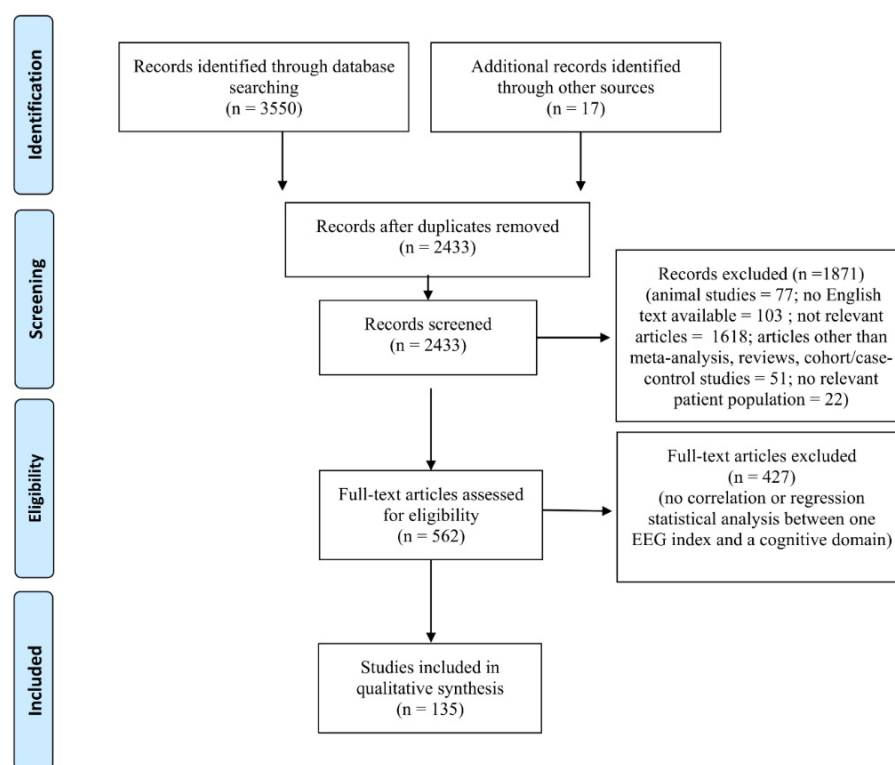 Identification
Records identified through database
searching
(n = 3550)
Additional records identified
through other sources
(n = 17)
Screening
Records after duplicates removed
(n = 2433)
Records screened
(n = 2433)
Records excluded (n =1871)
(animal studies = 77; no English
text available = 103 ; not relevant
articles =  1618; articles other than
meta-analysis, reviews, cohort/case-
control studies = 51; no relevant
patient population = 22)
Eligibility
Full-text articles assessed
for eligibility
(n = 562)
Full-text articles excluded
(n = 427)
(no correlation or regression
statistical analysis between one
EEG index and a cognitive domain)
Included
Studies included in
qualitative synthesis
(n = 135)